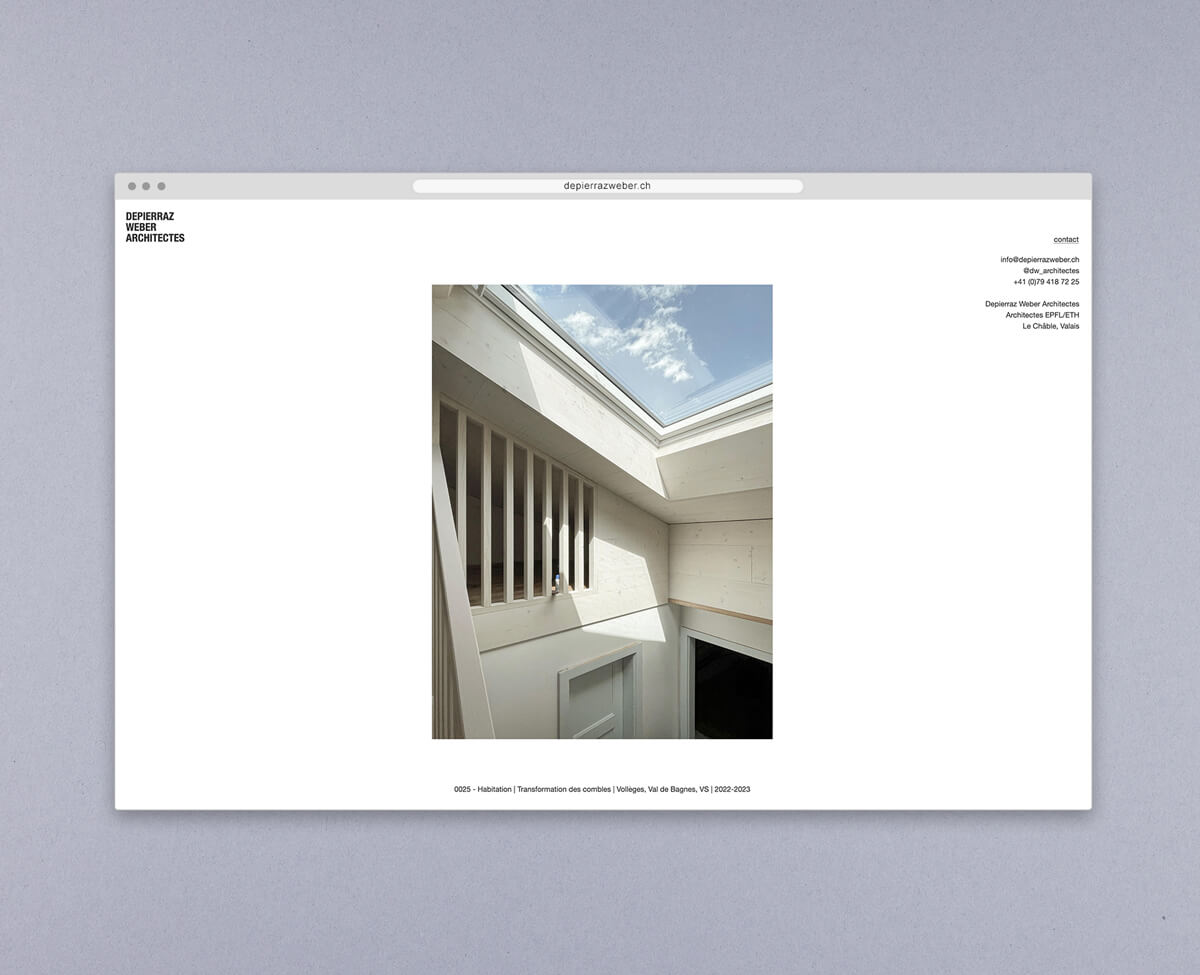 depierrazweber.ch
DEPIERRAZ
WEBER
ARCHITECTES
contact
info@depierrazweber.ch
@dw_architectes
+41 (0)79 418 72 25
Depierraz Weber Architectes
Architectes EPFL/ETH
Le Châble, Valais
0025 - Habitation | Transformation des combles | Vollèges, Val de Bagnes, VS | 2022-2023